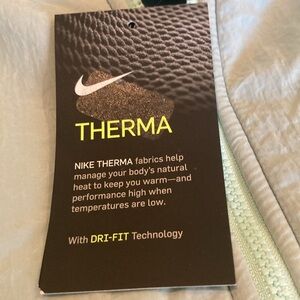 THERMA
NIKE THERMA fabrics help
manage your body's natural
heat to keep you warm—and
performance high when
temperatures are low.
With DRI-FIT Technology